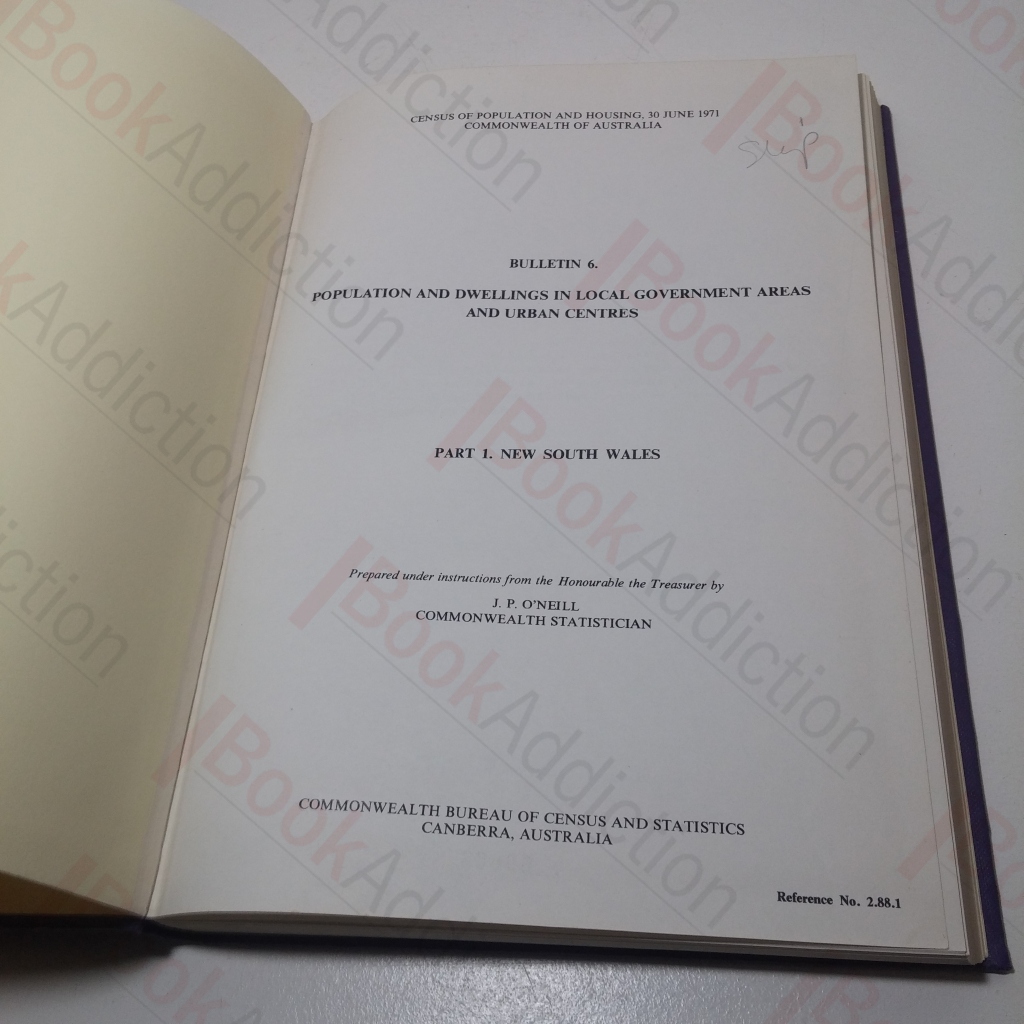 CENSUS OF POPULATION AND HOUSING, 30 JUNE 1971
COMMONWEALTH OF AUSTRALIA
BULLETIN 6.
POPULATION AND DWELLINGS IN LOCAL GOVERNMENT AREAS
AND URBAN CENTRES
PART 1. NEW SOUTH WALES
Prepared under instructions from the Honourable the Treasurer by
J. P. O'NEILL
COMMONWEALTH STATISTICIAN
COMMONWEALTH BUREAU OF CENSUS AND STATISTICS
CANBERRA, AUSTRALIA
Reference No. 2.88.1
BookAddiction